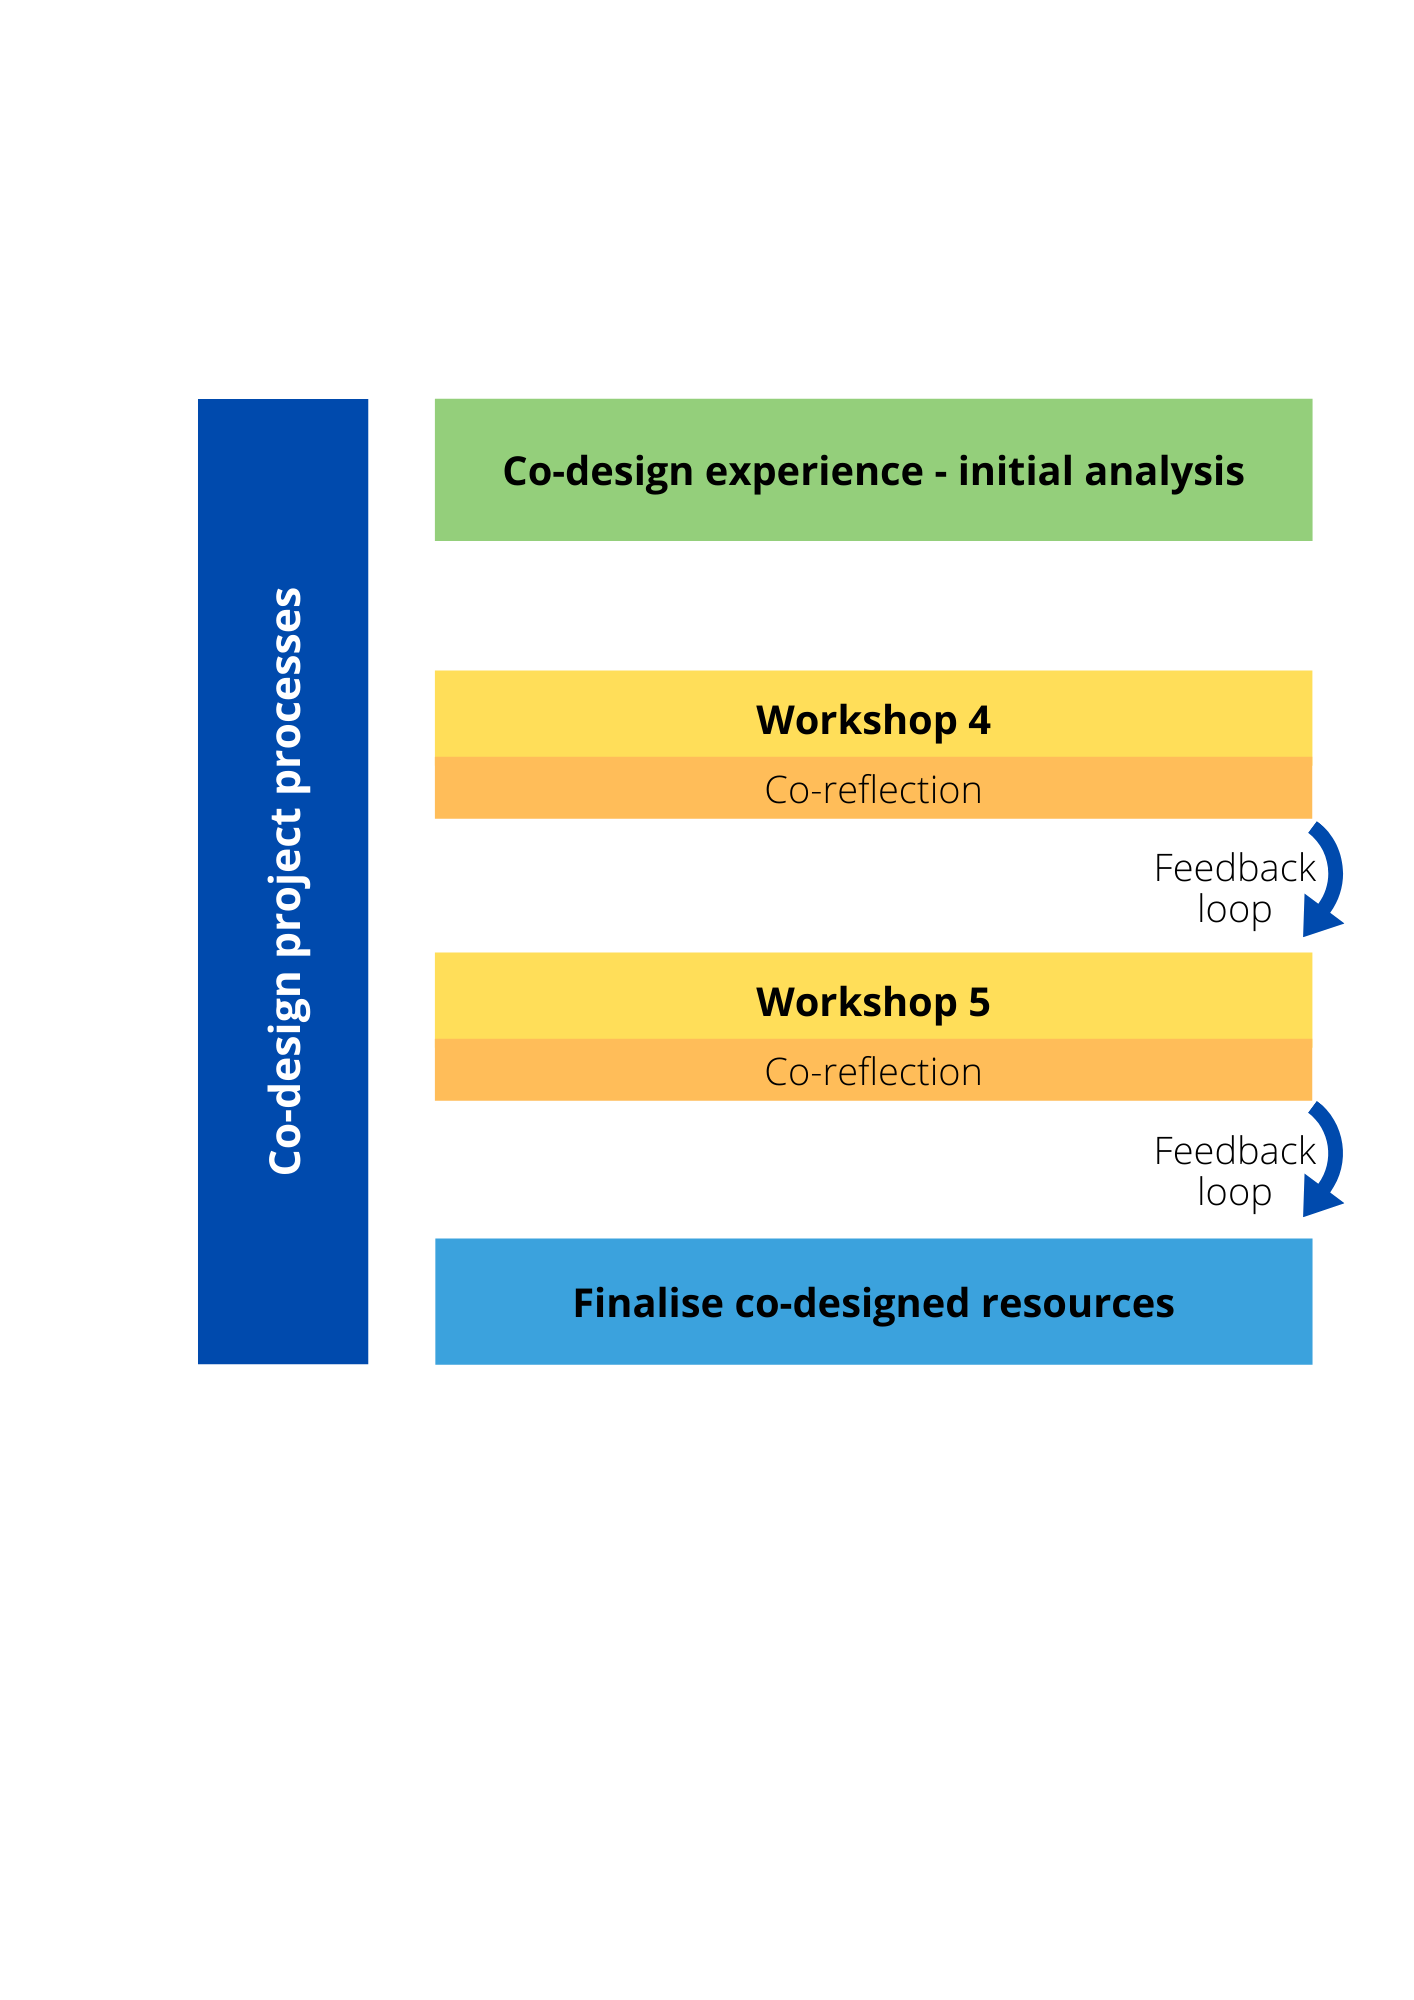 Co-design project processes
Co-design experience - initial analysis
Workshop 4
Co-reflection
Feedback
loop
Workshop 5
Co-reflection
Feedback
loop
Finalise co-designed resources